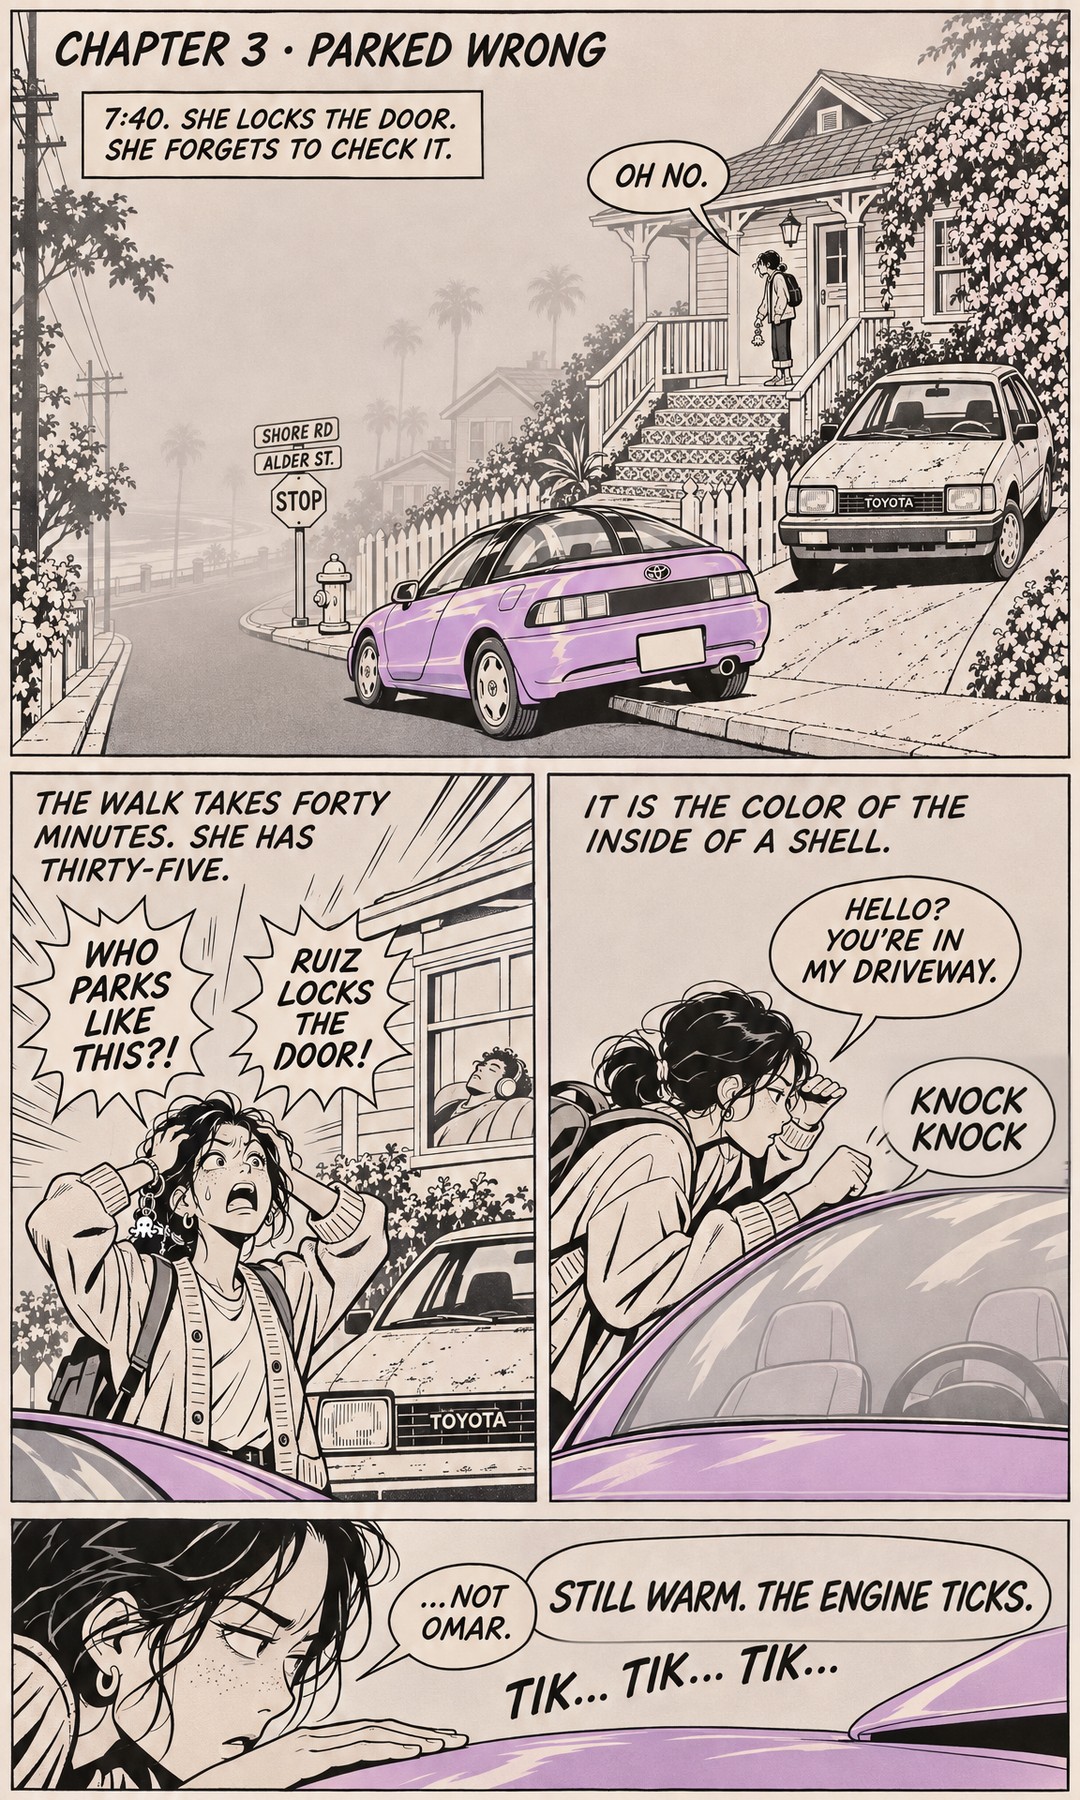 CHAPTER 3 · PARKED WRONG
7:40. SHE LOCKS THE DOOR.
SHE FORGETS TO CHECK IT.
OH NO.
SHORE RD
ALDER ST.
STOP
TOYOTA
THE WALK TAKES FORTY
MINUTES. SHE HAS
THIRTY-FIVE.
WHO
PARKS
LIKE
THIS?!
RUIZ
LOCKS
THE
DOOR!
TOYOTA
IT IS THE COLOR OF THE
INSIDE OF A SHELL.
HELLO?
YOU'RE IN
MY DRIVEWAY.
KNOCK
KNOCK
...NOT
OMAR.
STILL WARM. THE ENGINE TICKS.
TIK... TIK... TIK...